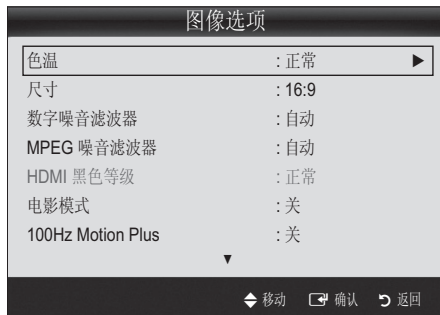 图像选项
色温 : 正常 ▶
尺寸 : 16:9
数字噪音滤波器 : 自动
MPEG 噪音滤波器 : 自动
HDMI 黑色等级 : 正常
电影模式 : 关
100Hz Motion Plus : 关
▼
移动 确认 返回